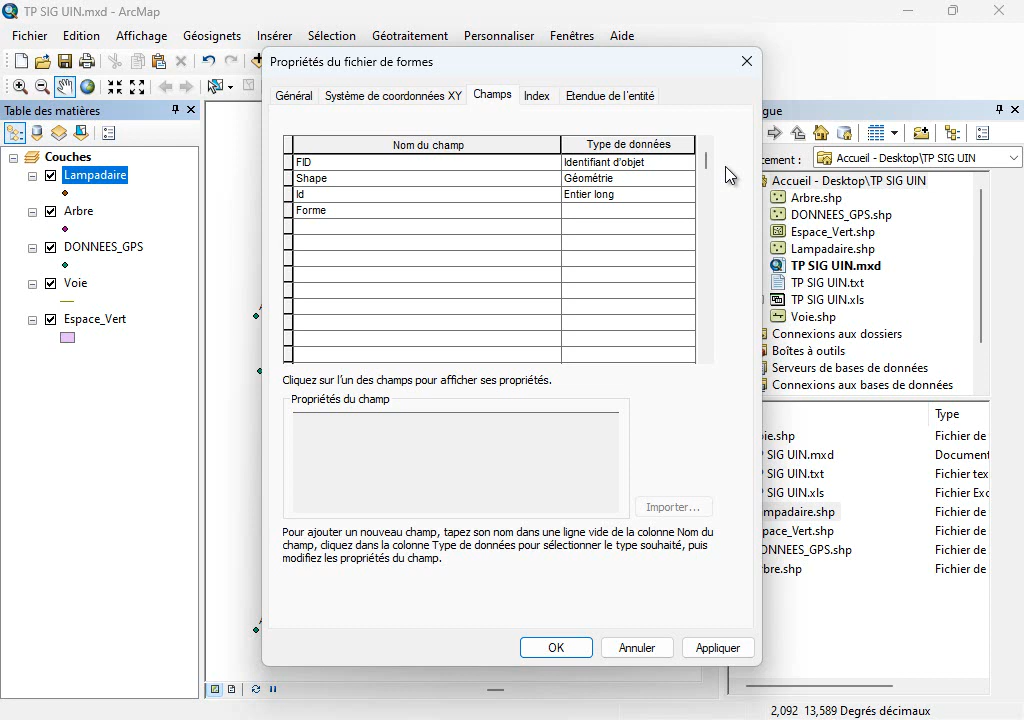 TP SIG UIN.mxd - ArcMap
Fichier Edition Affichage Géosignets Insérer Sélection Géotraitement Personnaliser Fenêtres Aide
Propriétés du fichier de formes
Général Système de coordonnées XY Champs Index Etendue de l'entité
Table des matières
Couches
Lampadaire
Arbre
DONNEES_GPS
Voie
Espace_Vert
Nom du champ Type de données
FID Identifiant d'objet
Shape Géométrie
Id Entier long
Forme
Cliquez sur l'un des champs pour afficher ses propriétés.
Propriétés du champ
Importer...
Pour ajouter un nouveau champ, tapez son nom dans une ligne vide de la colonne Nom du
champ, cliquez dans la colonne Type de données pour sélectionner le type souhaité, puis
modifiez les propriétés du champ.
OK Annuler Appliquer
gue
cement : Accueil - Desktop\TP SIG UIN
Accueil - Desktop\TP SIG UIN
Arbre.shp
DONNEES_GPS.shp
Espace_Vert.shp
Lampadaire.shp
TP SIG UIN.mxd
TP SIG UIN.txt
TP SIG UIN.xls
Voie.shp
Connexions aux dossiers
Boîtes à outils
Serveurs de bases de données
Connexions aux bases de données
Type
ie.shp Fichier de
SIG UIN.mxd Document
SIG UIN.txt Fichier tex
SIG UIN.xls Fichier Exc
mpadaire.shp Fichier de
pace_Vert.shp Fichier de
NNEES_GPS.shp Fichier de
bre.shp Fichier de
2,092 13,589 Degrés décimaux